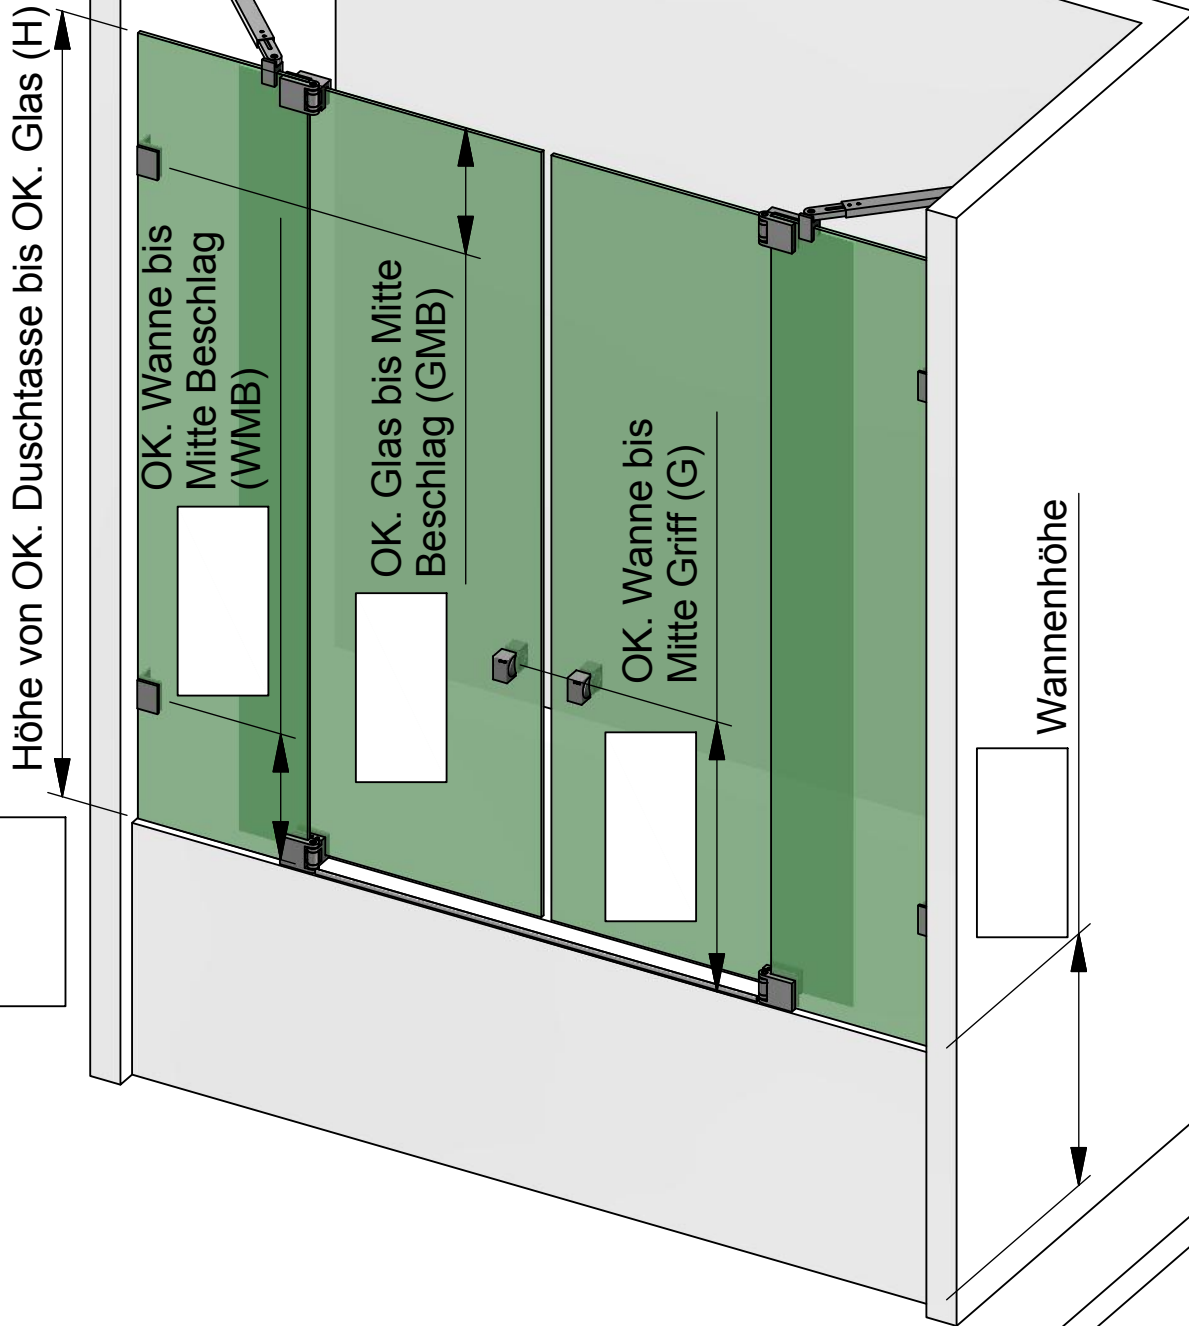 Höhe von OK. Duschtasse bis OK. Glas (H)
OK. Wanne bis
Mitte Beschlag
(WMB)
OK. Glas bis Mitte
Beschlag (GMB)
OK. Wanne bis
Mitte Griff (G)
Wannenhöhe